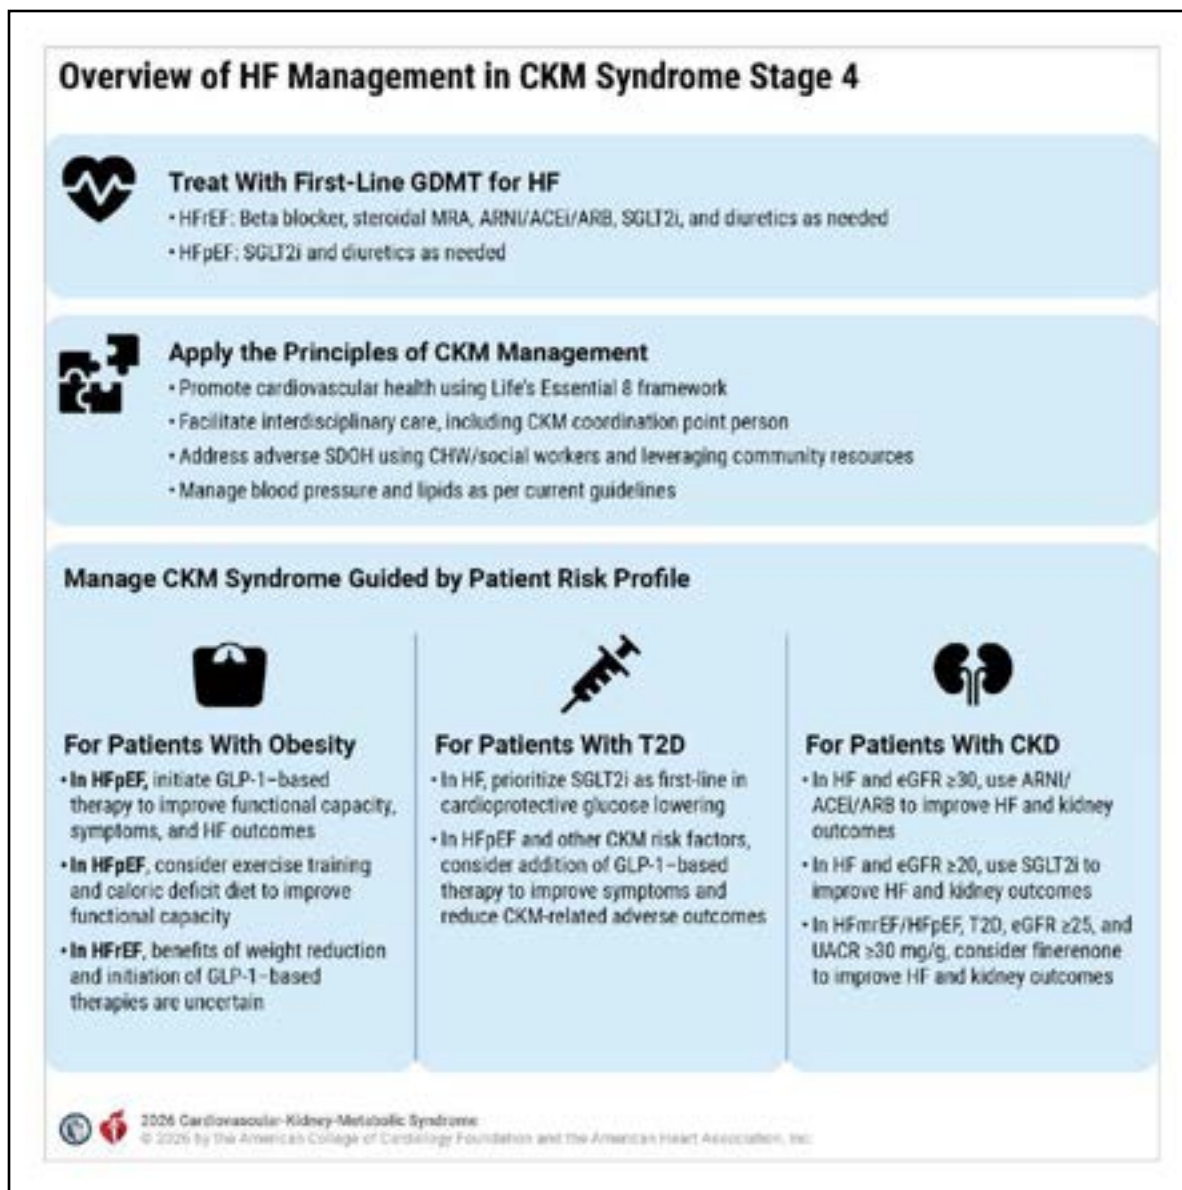 Overview of HF Management in CKM Syndrome Stage 4
Treat With First-Line GDMT for HF
• HFrEF: Beta blocker, steroidal MRA, ARNI/ACEi/ARB, SGLT2i, and diuretics as needed
• HFpEF: SGLT2i and diuretics as needed
Apply the Principles of CKM Management
• Promote cardiovascular health using Life's Essential 8 framework
• Facilitate interdisciplinary care, including CKM coordination point person
• Address adverse SDOH using CHW/social workers and leveraging community resources
• Manage blood pressure and lipids as per current guidelines
Manage CKM Syndrome Guided by Patient Risk Profile
For Patients With Obesity
• In HFpEF, initiate GLP-1–based
therapy to improve functional capacity,
symptoms, and HF outcomes
• In HFpEF, consider exercise training
and caloric deficit diet to improve
functional capacity
• In HFrEF, benefits of weight reduction
and initiation of GLP-1–based
therapies are uncertain
For Patients With T2D
• In HF, prioritize SGLT2i as first-line in
cardioprotective glucose lowering
• In HFpEF and other CKM risk factors,
consider addition of GLP-1–based
therapy to improve symptoms and
reduce CKM-related adverse outcomes
For Patients With CKD
• In HF and eGFR ≥30, use ARNI/
ACEi/ARB to improve HF and kidney
outcomes
• In HF and eGFR ≥20, use SGLT2i to
improve HF and kidney outcomes
• In HFmrEF/HFpEF, T2D, eGFR ≥25, and
UACR ≥30 mg/g, consider finerenone
to improve HF and kidney outcomes
2026 Cardiovascular-Kidney-Metabolic Syndrome
© 2026 by the American College of Cardiology Foundation and the American Heart Association, Inc.